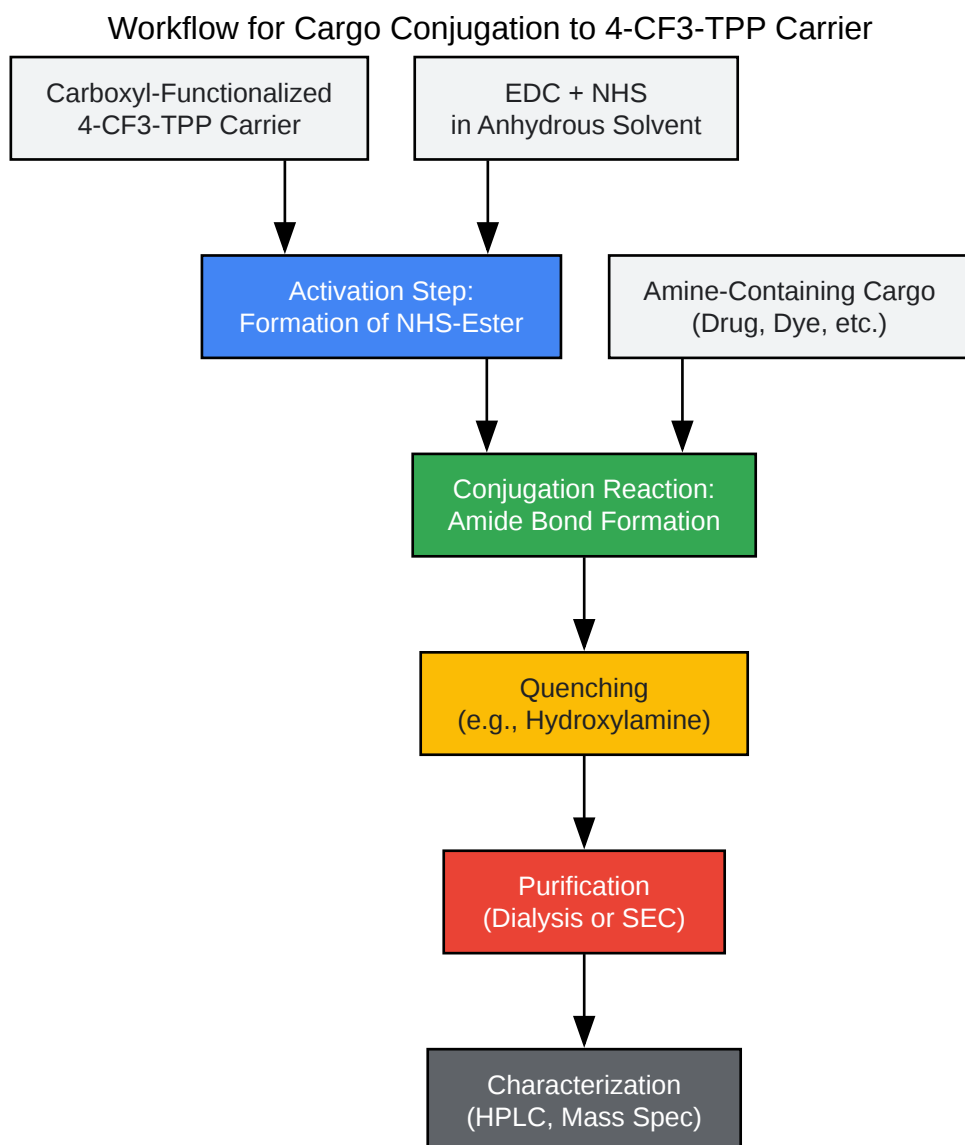 Workflow for Cargo Conjugation to 4-CF3-TPP Carrier
Carboxyl-Functionalized
4-CF3-TPP Carrier
EDC + NHS
in Anhydrous Solvent
Activation Step:
Formation of NHS-Ester
Amine-Containing Cargo
(Drug, Dye, etc.)
Conjugation Reaction:
Amide Bond Formation
Quenching
(e.g., Hydroxylamine)
Purification
(Dialysis or SEC)
Characterization
(HPLC, Mass Spec)